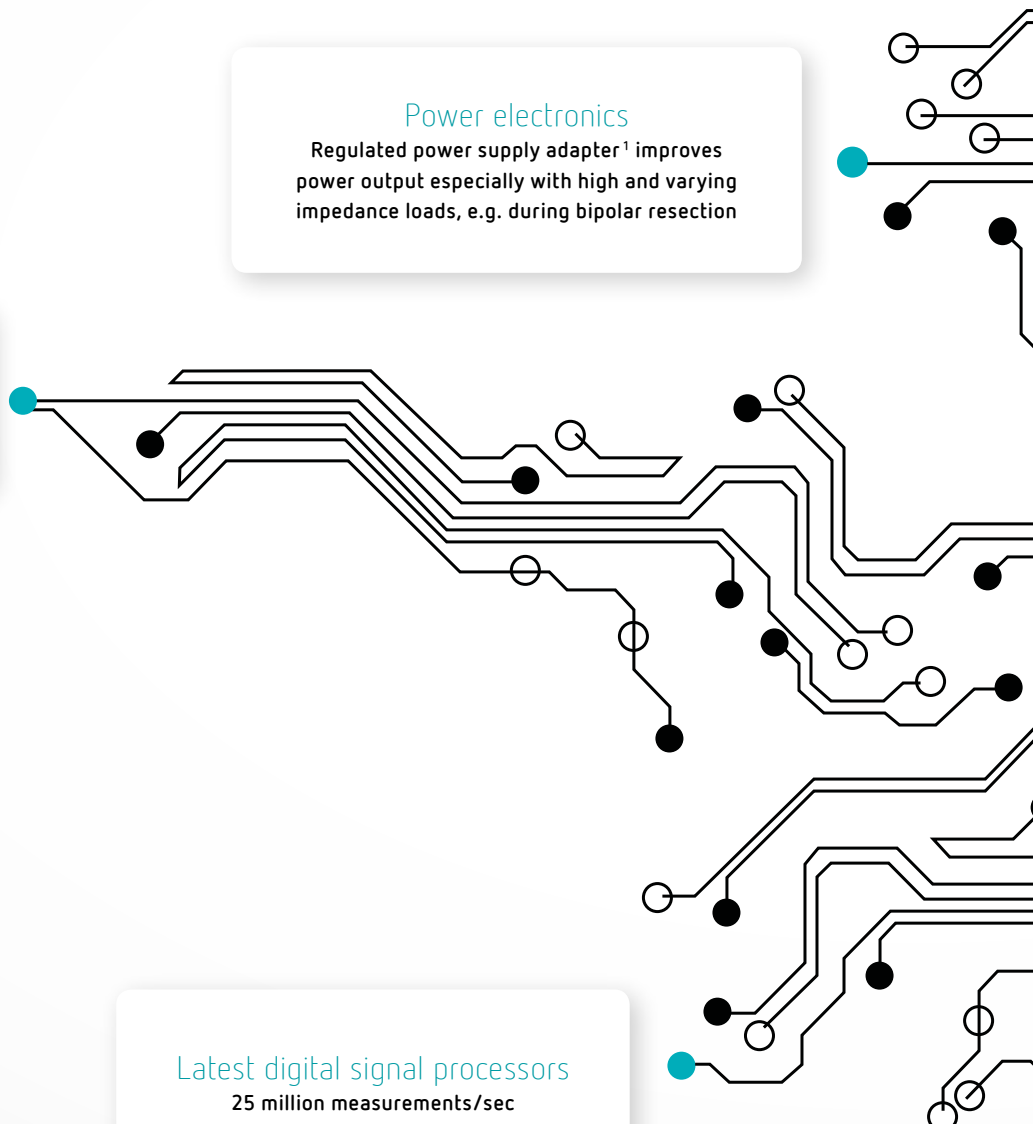 Power electronics
Regulated power supply adapter¹ improves
power output especially with high and varying
impedance loads, e.g. during bipolar resection
Latest digital signal processors
25 million measurements/sec